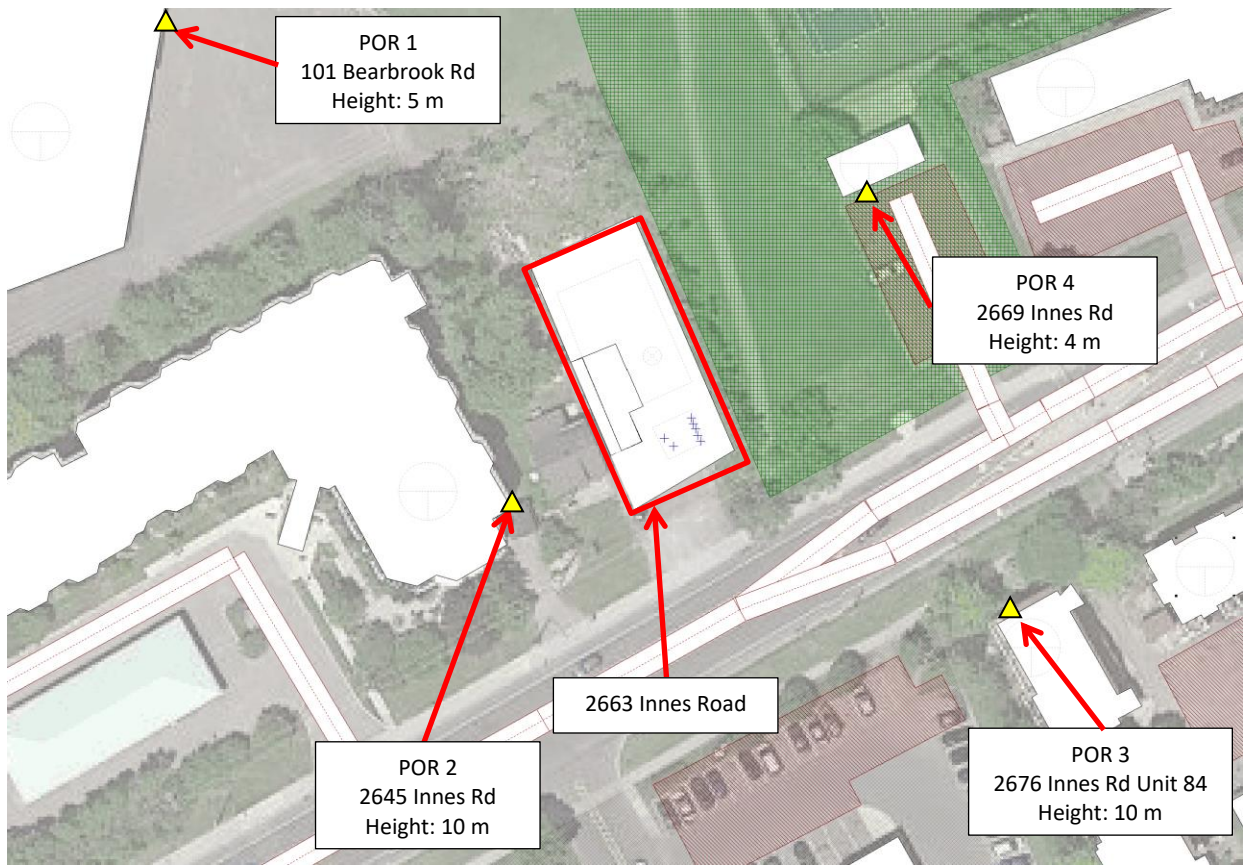 POR 1
101 Bearbrook Rd
Height: 5 m
POR 4
2669 Innes Rd
Height: 4 m
2663 Innes Road
POR 2
2645 Innes Rd
Height: 10 m
POR 3
2676 Innes Rd Unit 84
Height: 10 m